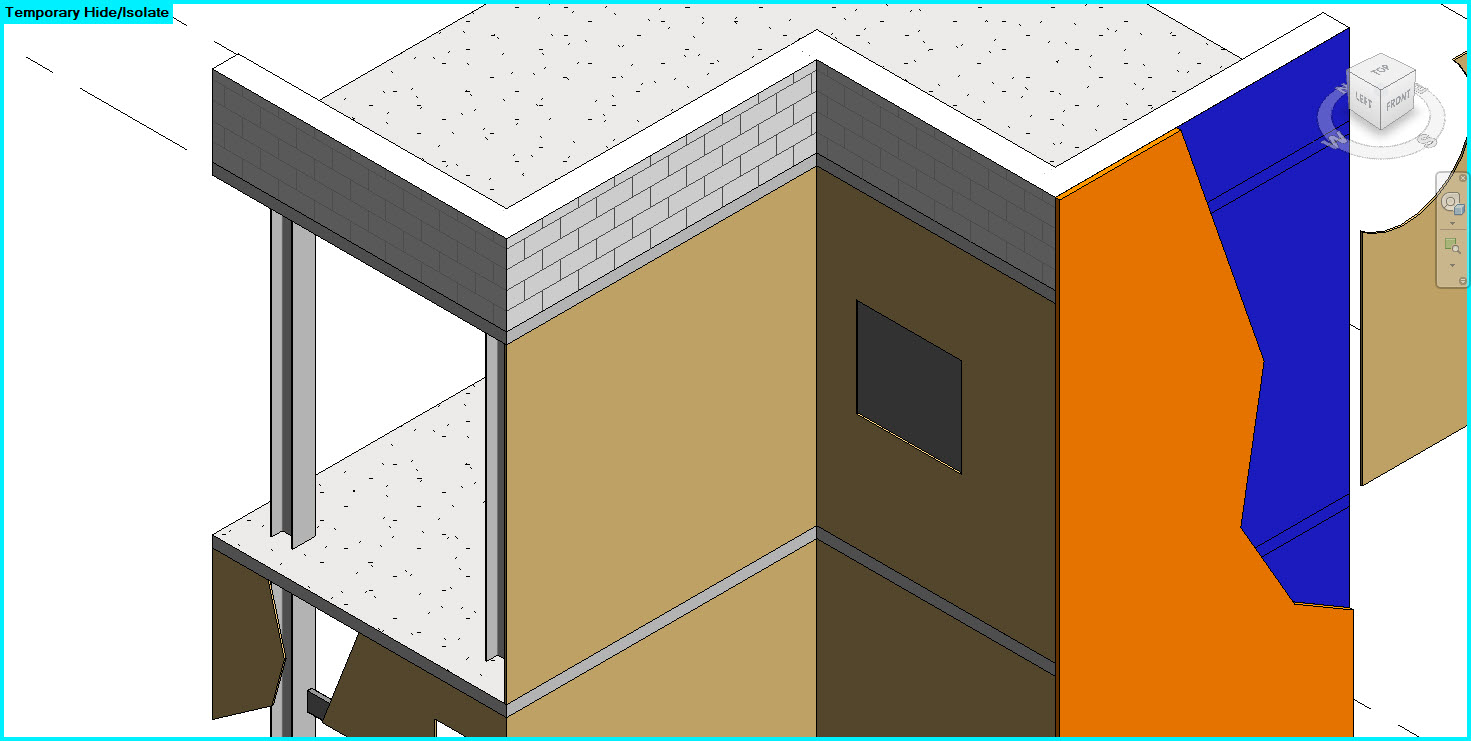 Temporary Hide/Isolate
TOP
LEFT
FRONT
W
S